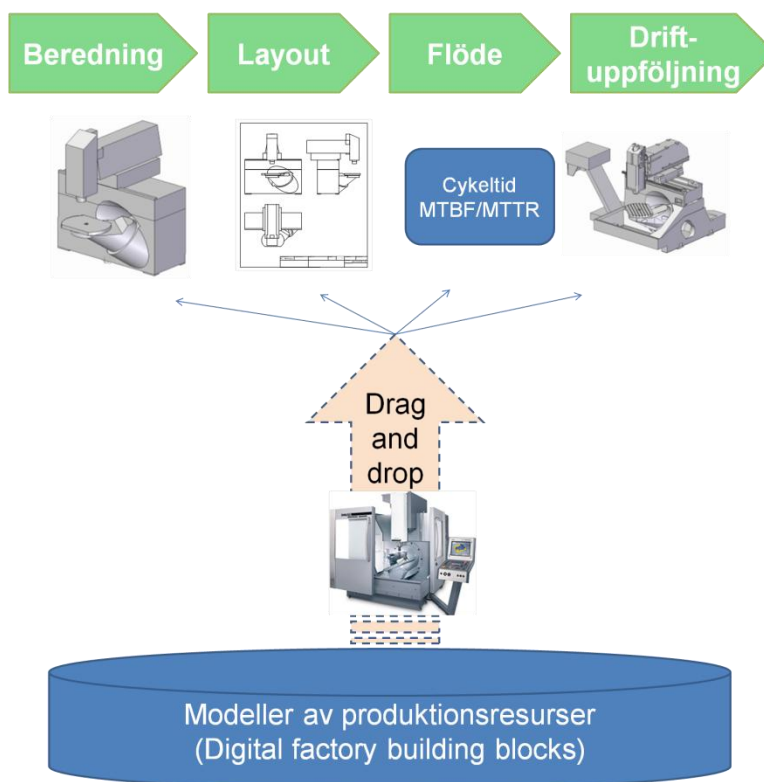 Beredning
Layout
Flöde
Drift-
uppföljning
Cykeltid
MTBF/MTTR
Drag
and
drop
Modeller av produktionsresurser
(Digital factory building blocks)